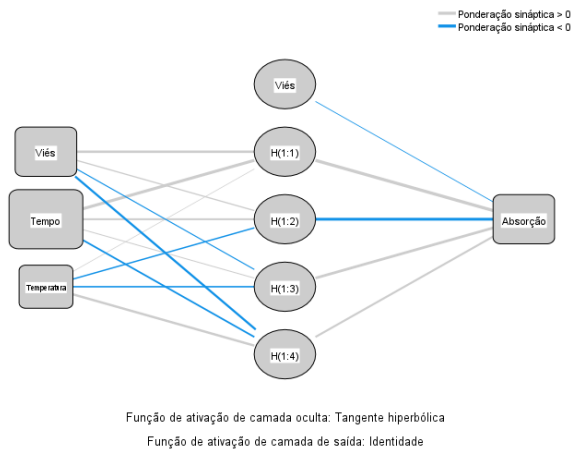 Ponderação sináptica > 0
Ponderação sináptica < 0
Viés
Viés
H(1:1)
Tempo
H(1:2)
Absorção
Temperatura
H(1:3)
H(1:4)
Função de ativação de camada oculta: Tangente hiperbólica
Função de ativação de camada de saída: Identidade